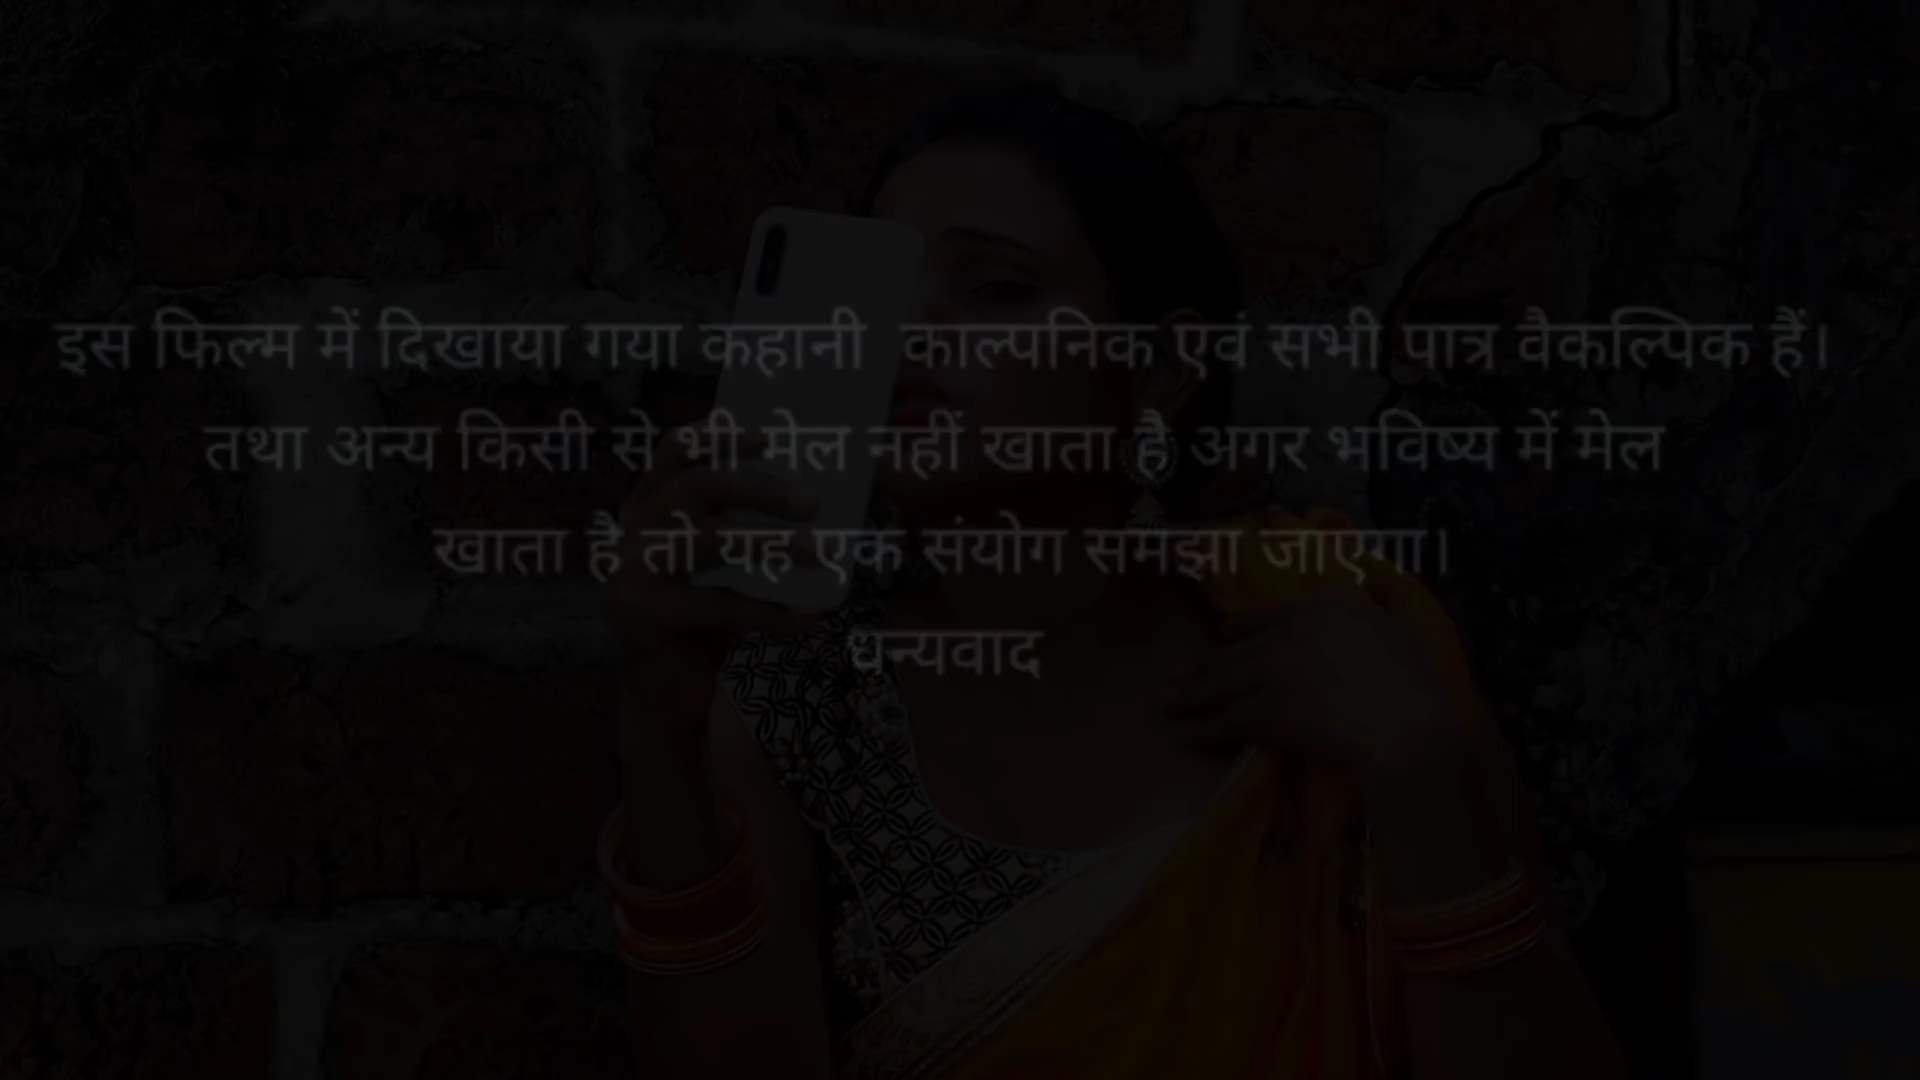 इस फिल्म में दिखाया गया कहानी काल्पनिक एवं सभी पात्र वैकल्पिक हैं।
तथा अन्य किसी से भी मेल नहीं खाता है अगर भविष्य में मेल
खाता है तो यह एक संयोग समझा जाएगा।
धन्यवाद